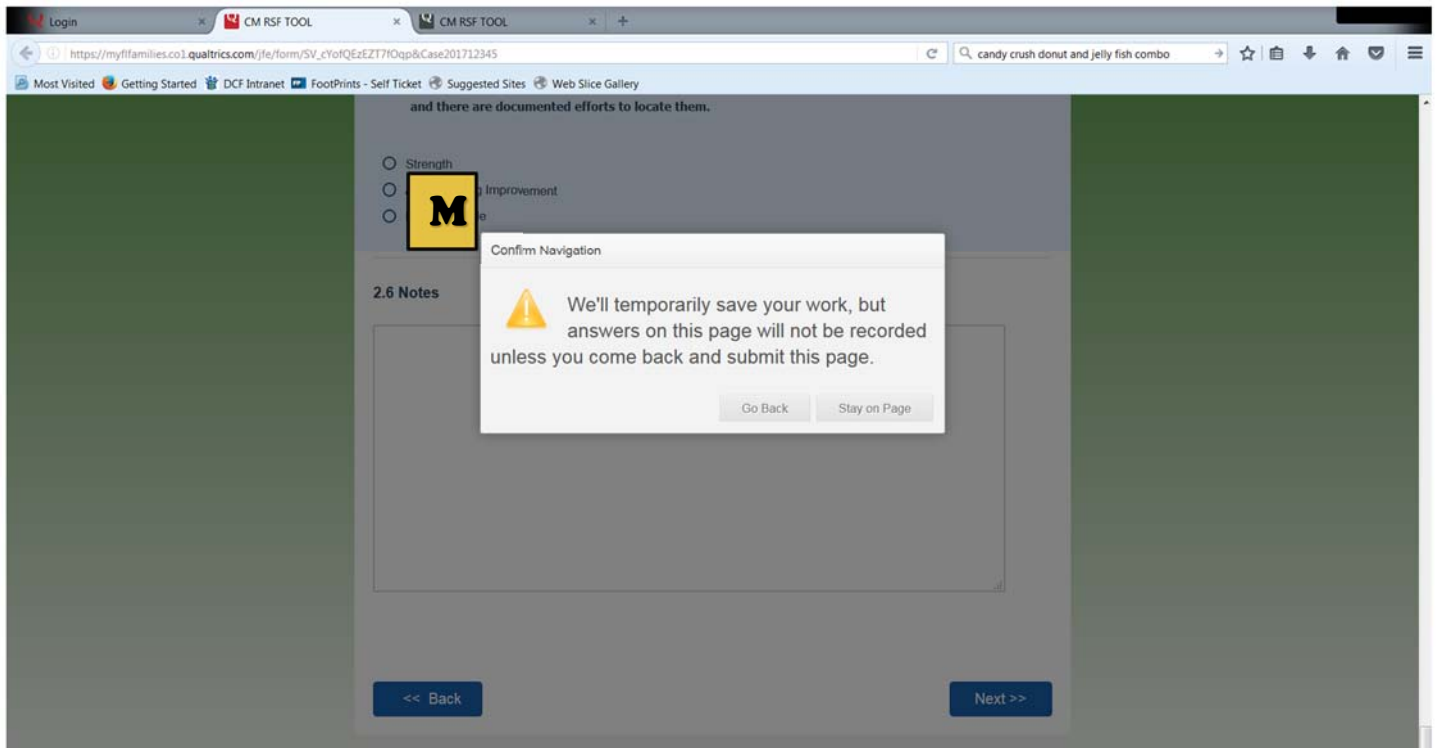 Login × CM RSF TOOL × CM RSF TOOL × +
https://myflfamilies.co1.qualtrics.com/jfe/form/SV_cYofQEzEZT7fOqp&Case201712345 candy crush donut and jelly fish combo
Most Visited Getting Started DCF Intranet FootPrints - Self Ticket Suggested Sites Web Slice Gallery
and there are documented efforts to locate them.
Strength
Improvement
M
Confirm Navigation
2.6 Notes
We'll temporarily save your work, but
answers on this page will not be recorded
unless you come back and submit this page.
Go Back Stay on Page
<< Back Next >>